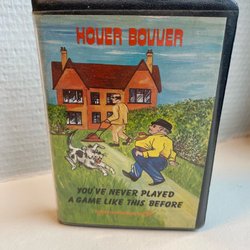 HOVER BOVVER
YOU'VE NEVER PLAYED
A GAME LIKE THIS BEFORE